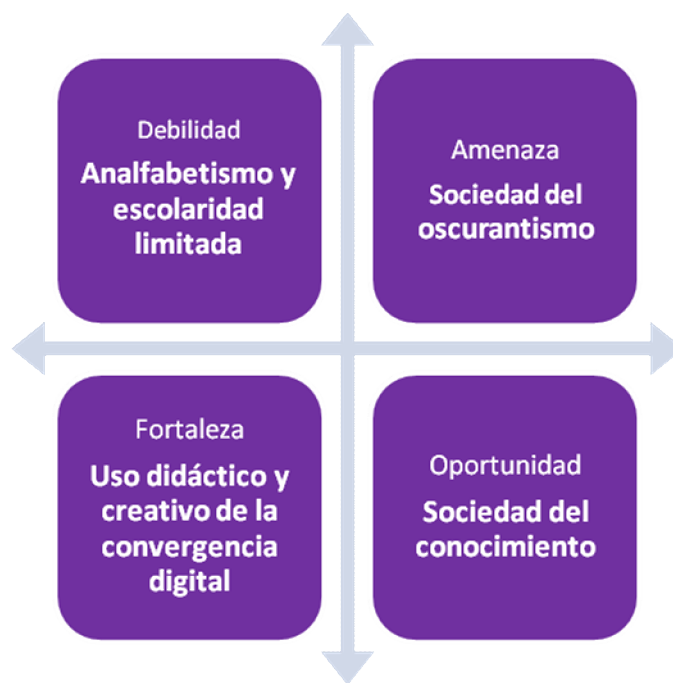 Debilidad
Analfabetismo y
escolaridad
limitada
Amenaza
Sociedad del
oscurantismo
Fortaleza
Uso didáctico y
creativo de la
convergencia
digital
Oportunidad
Sociedad del
conocimiento